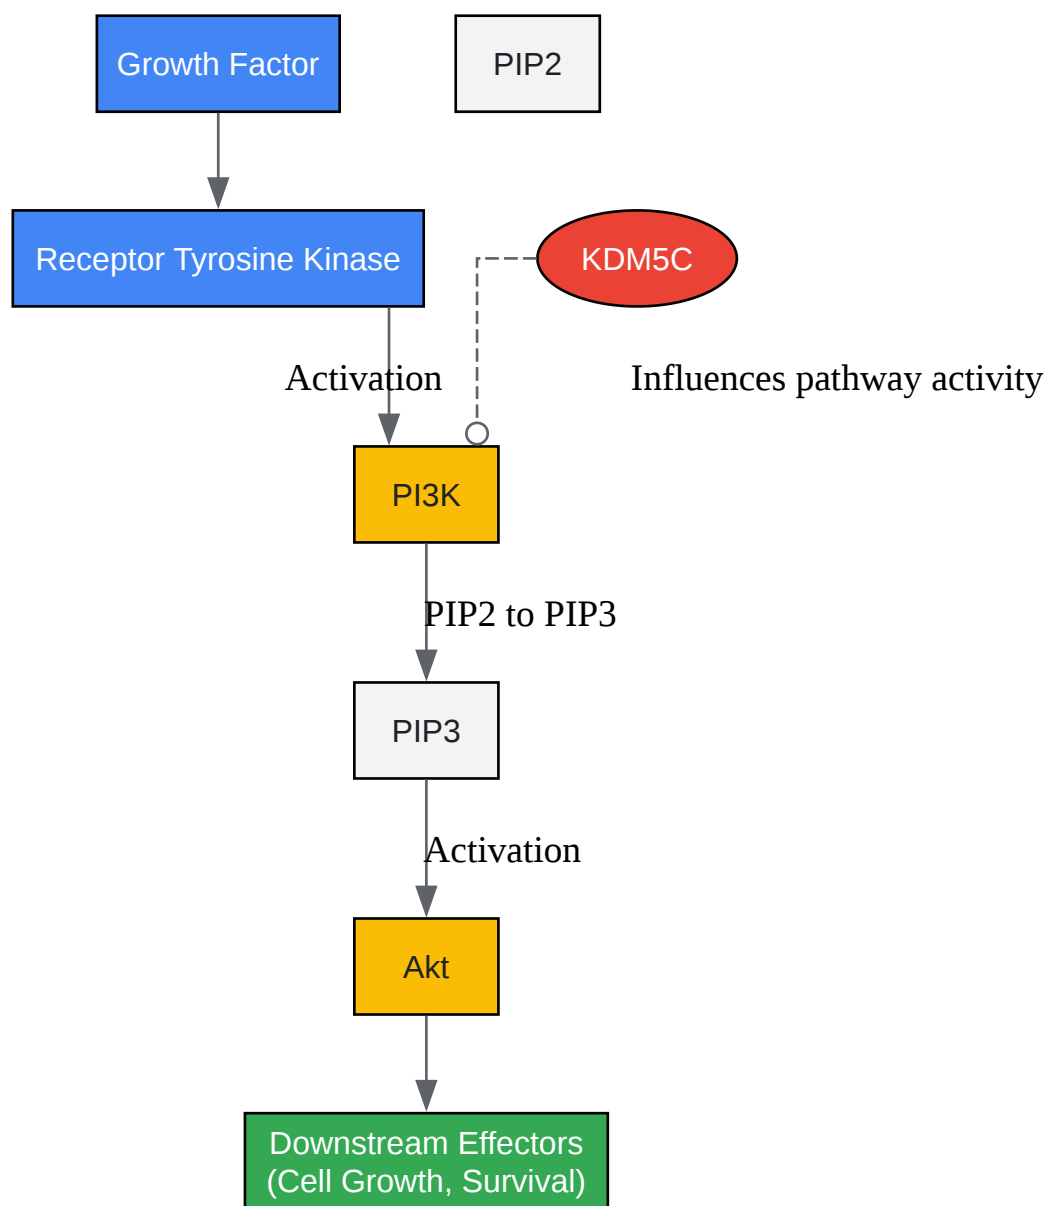 Growth Factor
PIP2
Receptor Tyrosine Kinase
KDM5C
Activation
Influences pathway activity
PI3K
PIP2 to PIP3
PIP3
Activation
Akt
Downstream Effectors
(Cell Growth, Survival)